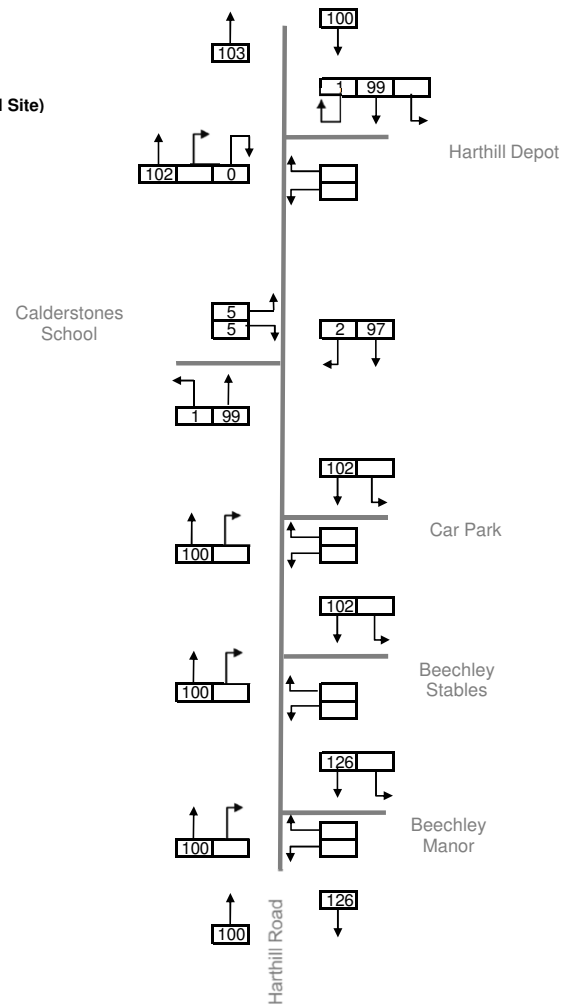 100
103
1 99
l Site)
Harthill Depot
102 0
Calderstones
School
5
5
2 97
1 99
102
Car Park
100
102
Beechley
Stables
100
126
Beechley
Manor
100
126
100
Harthill Road